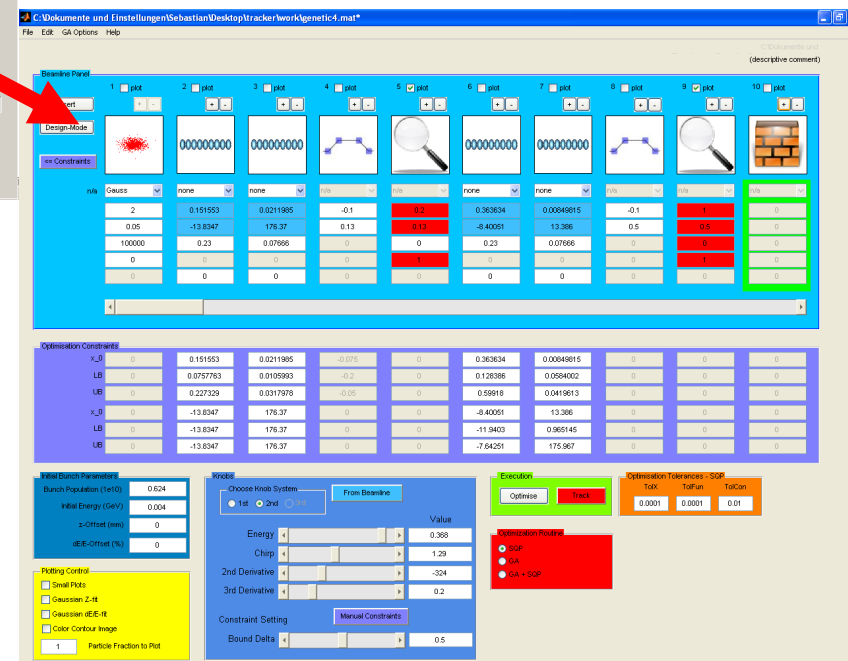 C:\Dokumente und Einstellungen\Sebastian\Desktop\tracker\work\genetic4.mat*
File Edit GA Options Help
C:\Dokumente und
(descriptive comment)
Beamline Panel
1 plot 2 plot 3 plot 4 plot 5 plot 6 plot 7 plot 8 plot 9 plot 10 plot
+ - + - + - + - + - + - + - + - + - + -
Design-Mode
<= Constraints
n/a Gauss none none n/a n/a none none n/a n/a n/a
2 0.151553 0.0211985 -0.1 0.2 0.363634 0.00849815 -0.1 1 0
0.05 -13.8347 176.37 0.13 0.13 -8.40051 13.386 0.5 0.5 0
100000 0.23 0.07666 0 0 0.23 0.07666 0 0 0
0 0 0 0 1 0 0 0 1 0
0 0 0 0 0 0 0 0 0 0
Optimisation Constraints
x_0 0 0.151553 0.0211985 -0.075 0 0.363634 0.00849815 0 0 0
LB 0 0.0757763 0.0105993 -0.2 0 0.128386 0.0584002 0 0 0
UB 0 0.227329 0.0317978 -0.05 0 0.59918 0.0419613 0 0 0
x_0 0 -13.8347 176.37 0 0 -8.40051 13.386 0 0 0
LB 0 -13.8347 176.37 0 0 -11.9403 0.965145 0 0 0
UB 0 -13.8347 176.37 0 0 -7.64251 175.967 0 0 0
Initial Bunch Parameters
Bunch Population (1e10) 0.624
Initial Energy (GeV) 0.004
z-Offset (mm) 0
dE/E-Offset (%) 0
Plotting Control
Small Plots
Gaussian Z-fit
Gaussian dE/E-fit
Color Contour Image
1 Particle Fraction to Plot
Knobs
Choose Knob System
1st 2nd 3rd
From Beamline
Value
Energy 0.368
Chirp 1.29
2nd Derivative -324
3rd Derivative 0.2
Constraint Setting Manual Constraints
Bound Delta 0.5
Execution
Optimise Track
Optimisation Tolerances - SQP
TolX TolFun TolCon
0.0001 0.0001 0.01
Optimization Routine
SQP
GA
GA + SQP